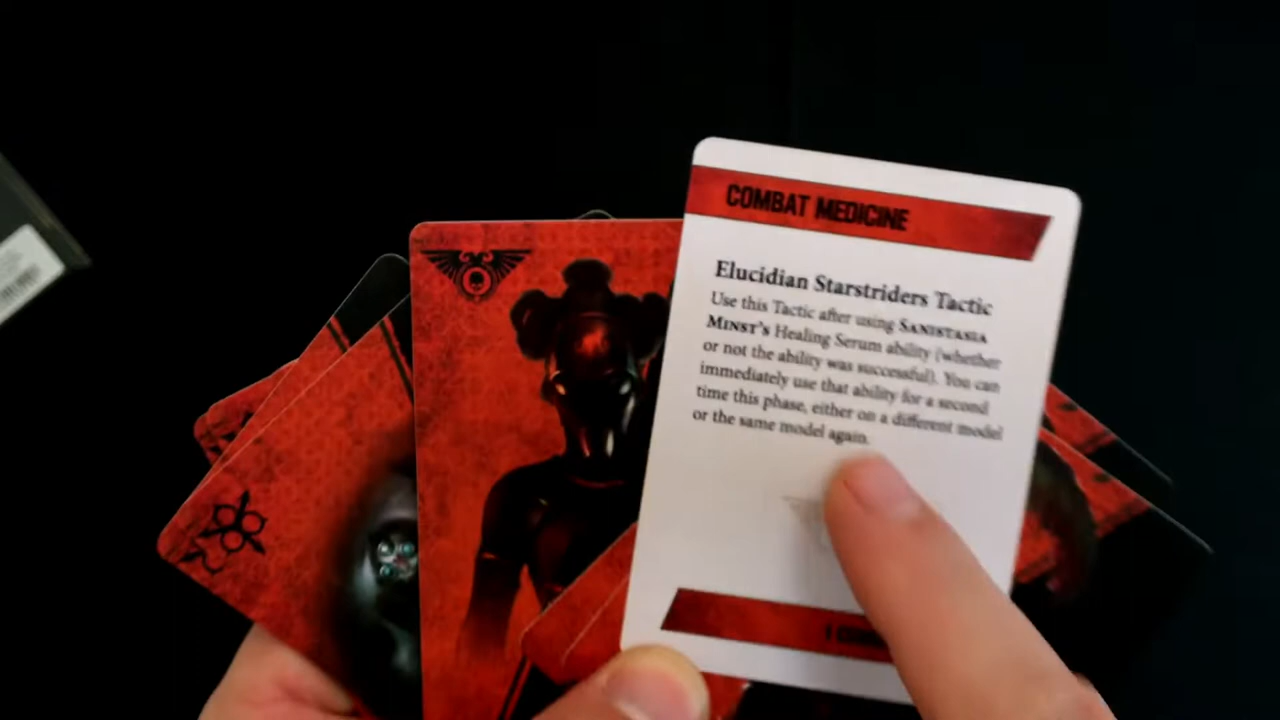 COMBAT MEDICINE
Elucidian Starstriders Tactic
Use this Tactic after using SANISTASIA
MINST'S Healing Serum ability (whether
or not the ability was successful). You can
immediately use that ability for a second
time this phase, either on a different model
or the same model again.
1